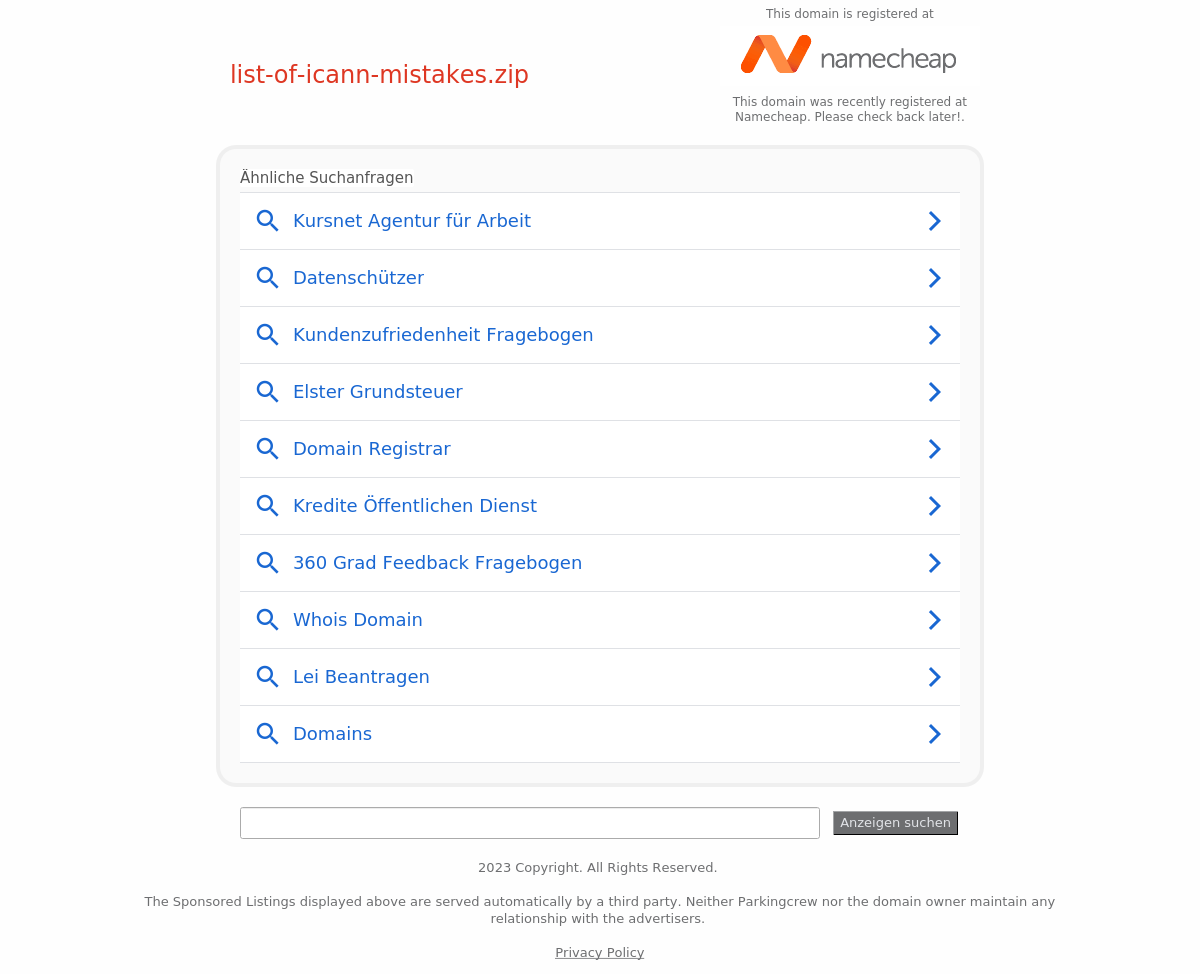 This domain is registered at
namecheap
list-of-icann-mistakes.zip
This domain was recently registered at
Namecheap. Please check back later!.
Ähnliche Suchanfragen
Kursnet Agentur für Arbeit
Datenschützer
Kundenzufriedenheit Fragebogen
Elster Grundsteuer
Domain Registrar
Kredite Öffentlichen Dienst
360 Grad Feedback Fragebogen
Whois Domain
Lei Beantragen
Domains
Anzeigen suchen
2023 Copyright. All Rights Reserved.
The Sponsored Listings displayed above are served automatically by a third party. Neither Parkingcrew nor the domain owner maintain any
relationship with the advertisers.
Privacy Policy